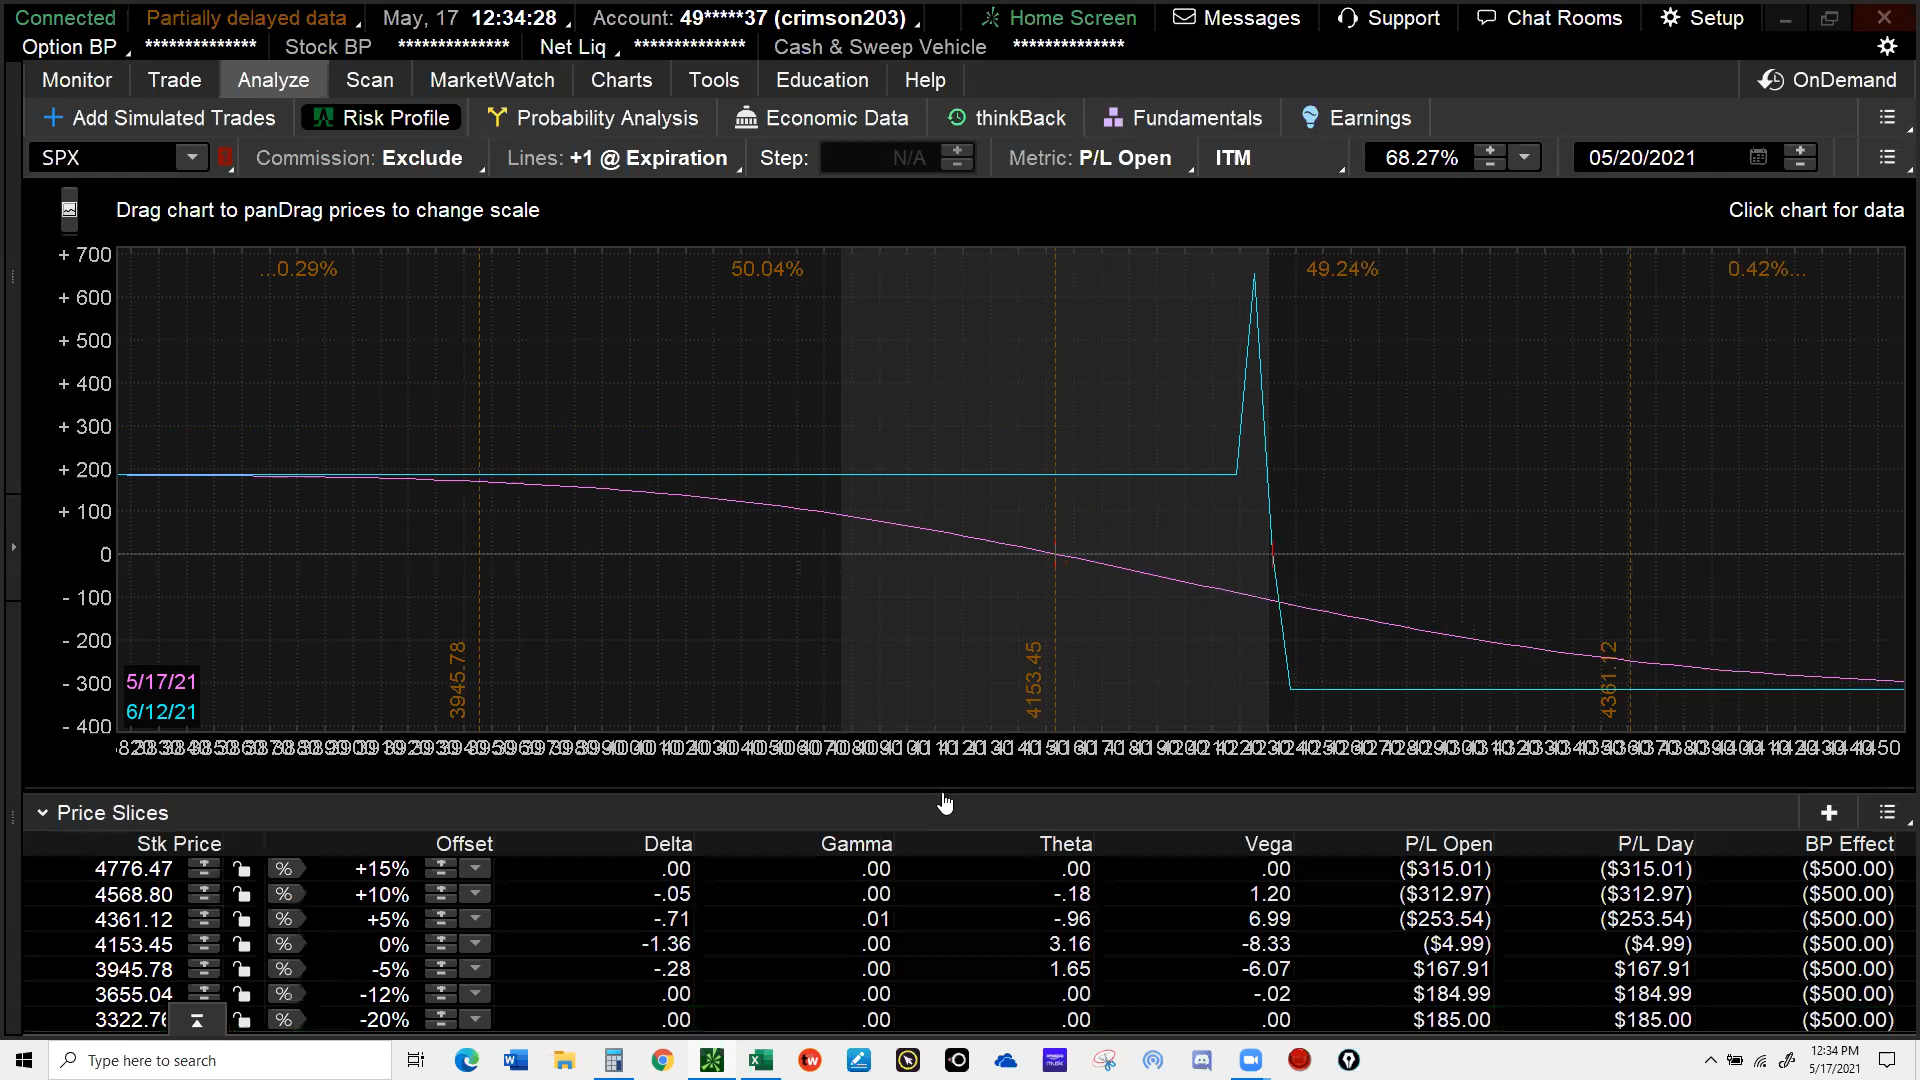 Connected Partially delayed data May, 17 12:34:28 Account: 49*****37 (crimson203) Home Screen Messages Support Chat Rooms Setup
Option BP ************** Stock BP ************** Net Liq ************** Cash & Sweep Vehicle **************
Monitor Trade Analyze Scan MarketWatch Charts Tools Education Help OnDemand
Add Simulated Trades Risk Profile Probability Analysis Economic Data thinkBack Fundamentals Earnings
SPX Commission: Exclude Lines: +1 @ Expiration Step: N/A Metric: P/L Open ITM 68.27% 05/20/2021
Drag chart to panDrag prices to change scale Click chart for data
+ 700
...0.29% 50.04% 49.24% 0.42%...
+ 600
+ 500
+ 400
+ 300
+ 200
+ 100
0
- 100
- 200
- 300
- 400
3945.78 4153.45 4361.12
5/17/21
6/12/21
Price Slices
Stk Price Offset Delta Gamma Theta Vega P/L Open P/L Day BP Effect
4776.47 % +15% .00 .00 .00 .00 ($315.01) ($315.01) ($500.00)
4568.80 % +10% -.05 .00 -.18 1.20 ($312.97) ($312.97) ($500.00)
4361.12 % +5% -.71 .01 -.96 6.99 ($253.54) ($253.54) ($500.00)
4153.45 % 0% -1.36 .00 3.16 -8.33 ($4.99) ($4.99) ($500.00)
3945.78 % -5% -.28 .00 1.65 -6.07 $167.91 $167.91 ($500.00)
3655.04 % -12% .00 .00 .00 -.02 $184.99 $184.99 ($500.00)
3322.76 % -20% .00 .00 .00 .00 $185.00 $185.00 ($500.00)
Type here to search
12:34 PM
5/17/2021